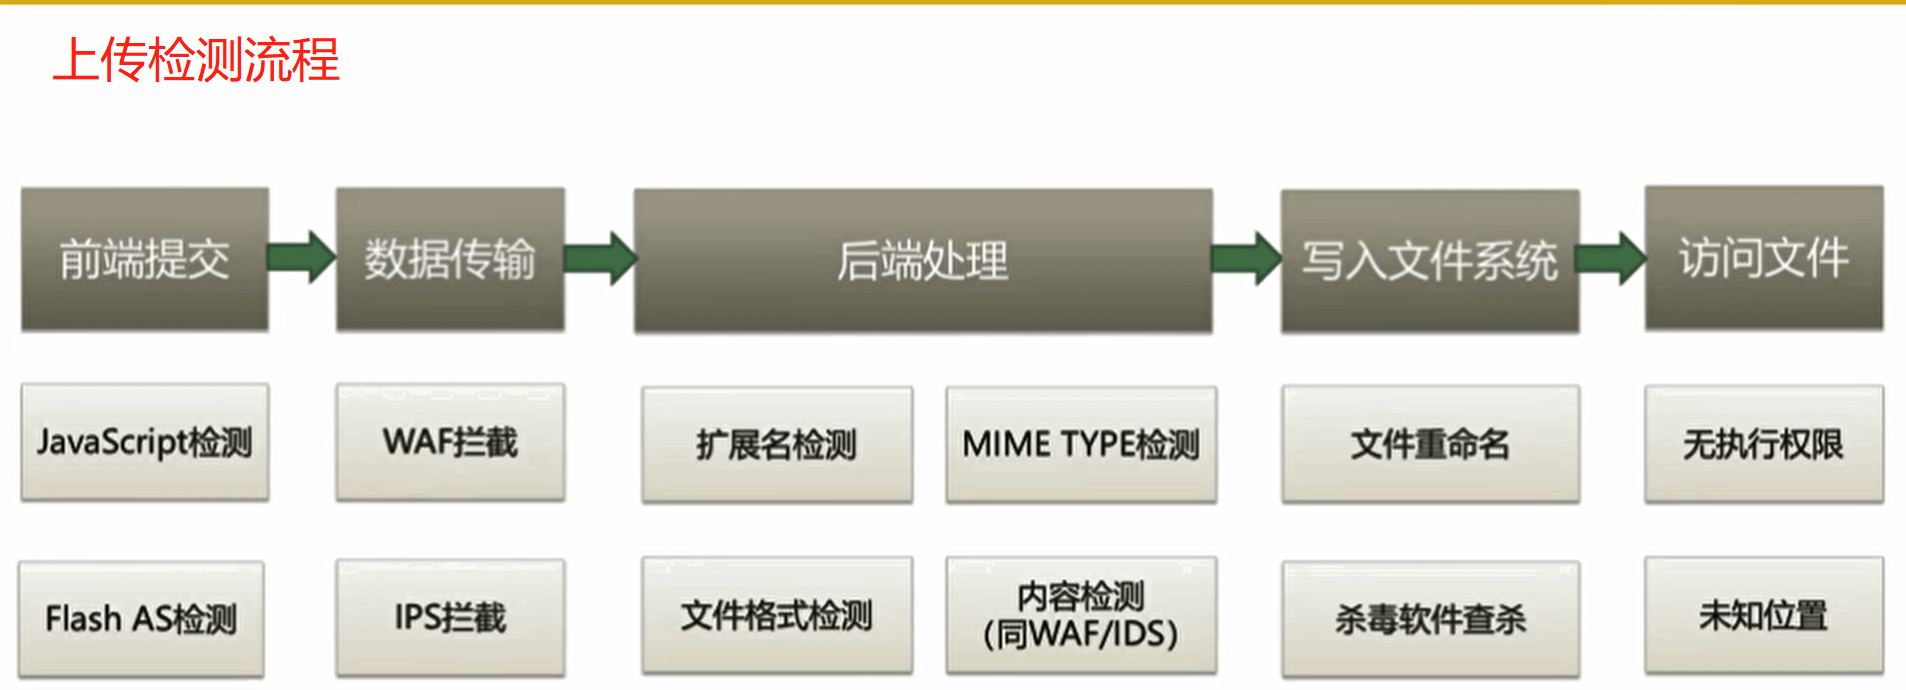 上传检测流程
前端提交
数据传输
后端处理
写入文件系统
访问文件
JavaScript检测
WAF拦截
扩展名检测
MIME TYPE检测
文件重命名
无执行权限
Flash AS检测
IPS拦截
文件格式检测
内容检测
（同WAF/IDS）
杀毒软件查杀
未知位置